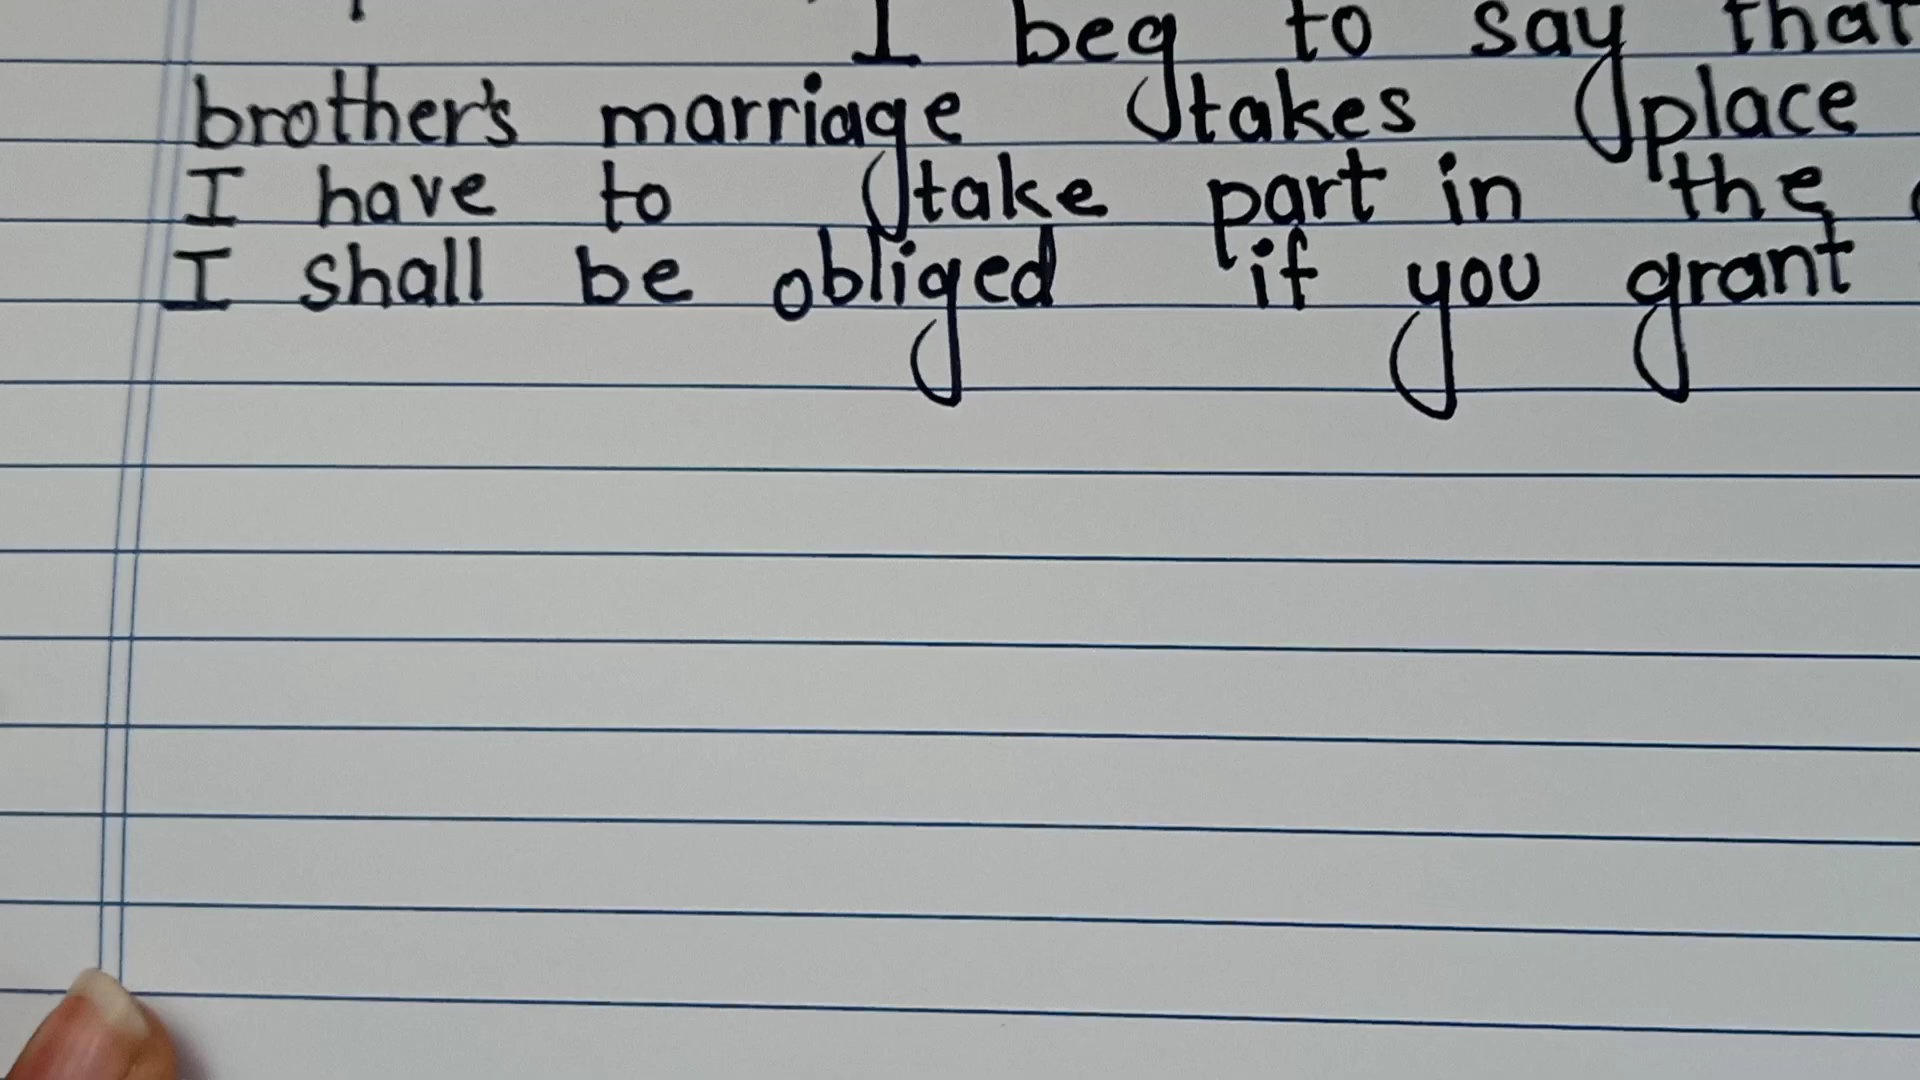 I beg to say that
brother's marriage takes place
I have to take part in the
I shall be obliged if you grant